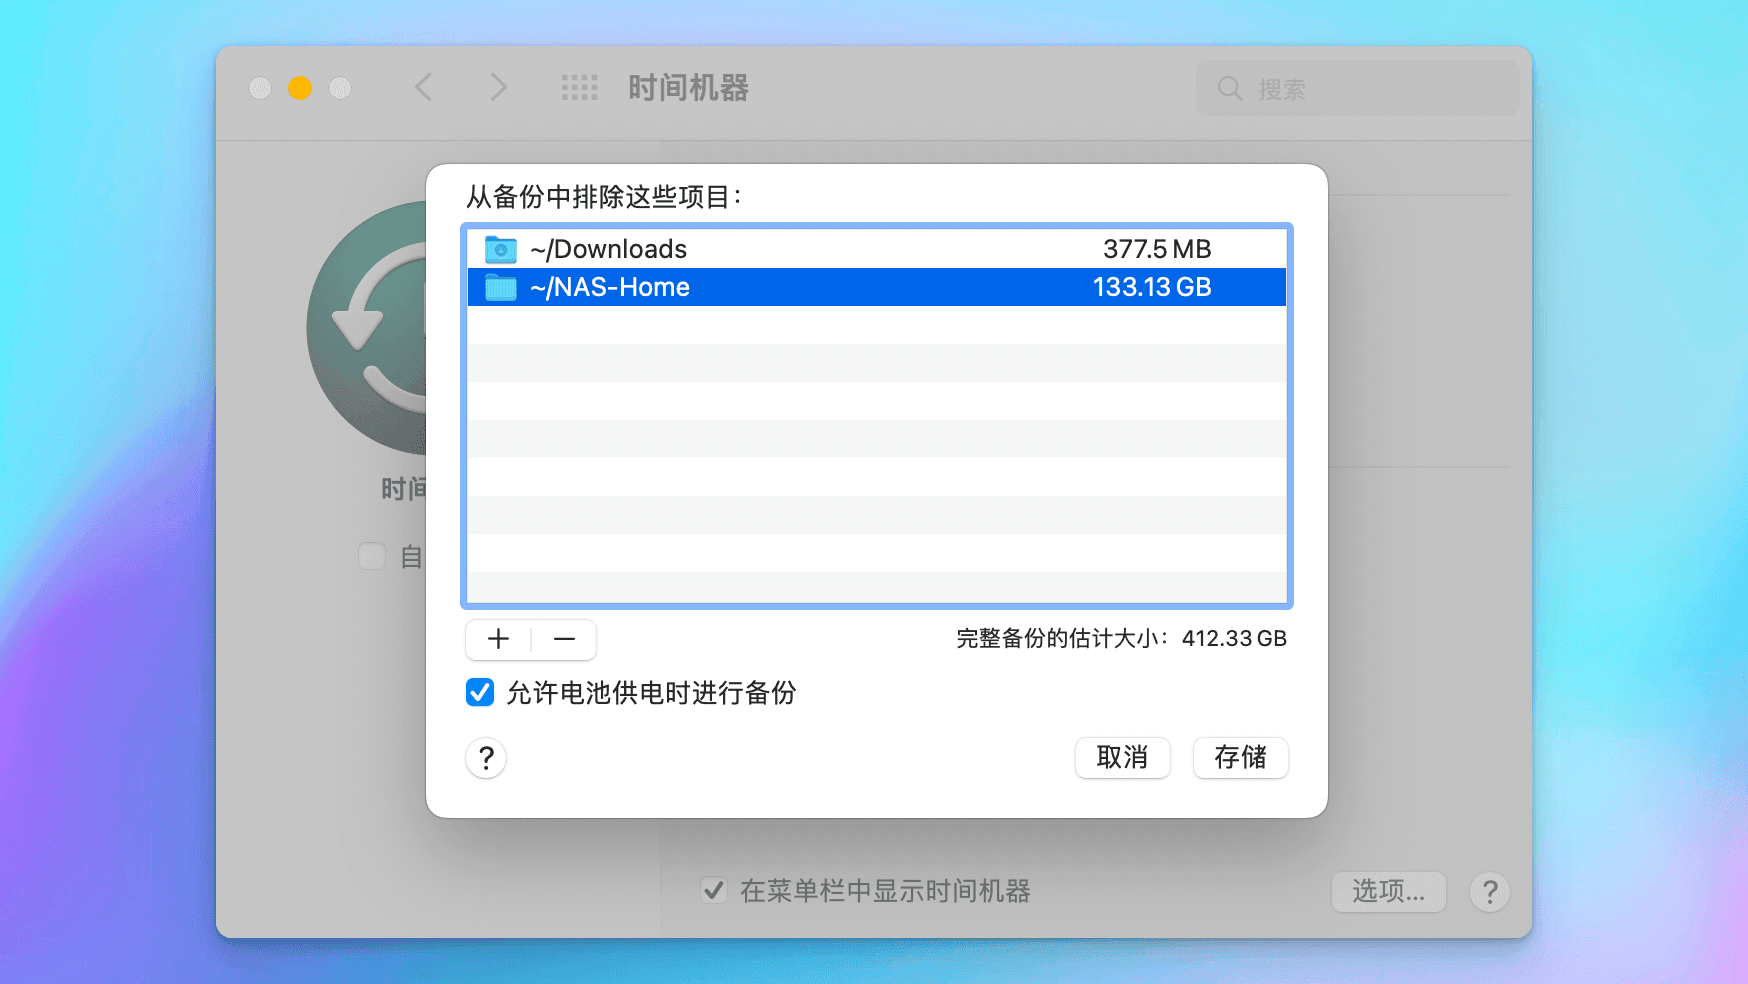 时间机器
搜索
从备份中排除这些项目：
~/Downloads 377.5 MB
~/NAS-Home 133.13 GB
时间
自
+ −
完整备份的估计大小：412.33 GB
允许电池供电时进行备份
?
取消
存储
在菜单栏中显示时间机器
选项...
?